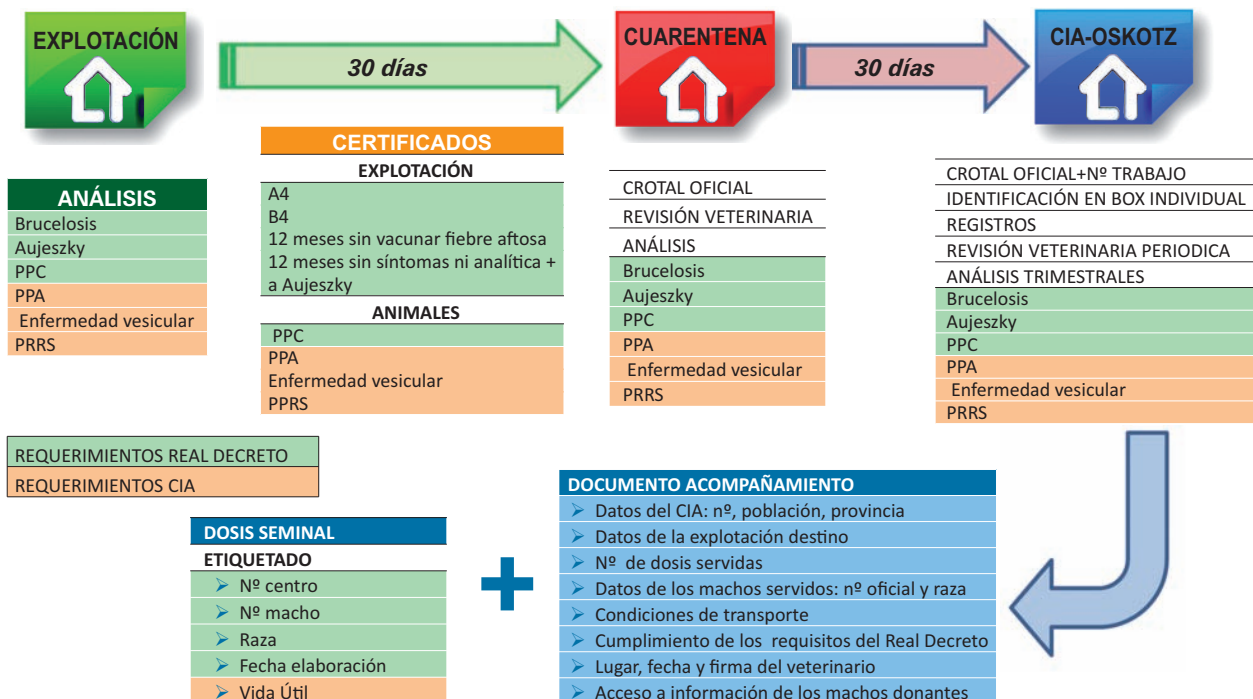 EXPLOTACIÓN
30 días
CUARENTENA
30 días
CIA-OSKOTZ
ANÁLISIS
Brucelosis
Aujeszky
PPC
PPA
Enfermedad vesicular
PRRS
CERTIFICADOS
EXPLOTACIÓN
A4
B4
12 meses sin vacunar fiebre aftosa
12 meses sin síntomas ni analítica +
a Aujeszky
ANIMALES
PPC
PPA
Enfermedad vesicular
PPRS
CROTAL OFICIAL
REVISIÓN VETERINARIA
ANÁLISIS
Brucelosis
Aujeszky
PPC
PPA
Enfermedad vesicular
PRRS
CROTAL OFICIAL+Nº TRABAJO
IDENTIFICACIÓN EN BOX INDIVIDUAL
REGISTROS
REVISIÓN VETERINARIA PERIODICA
ANÁLISIS TRIMESTRALES
Brucelosis
Aujeszky
PPC
PPA
Enfermedad vesicular
PRRS
REQUERIMIENTOS REAL DECRETO
REQUERIMIENTOS CIA
DOSIS SEMINAL
ETIQUETADO
➢ Nº centro
➢ Nº macho
➢ Raza
➢ Fecha elaboración
➢ Vida Útil
DOCUMENTO ACOMPAÑAMIENTO
➢ Datos del CIA: nº, población, provincia
➢ Datos de la explotación destino
➢ Nº de dosis servidas
➢ Datos de los machos servidos: nº oficial y raza
➢ Condiciones de transporte
➢ Cumplimiento de los requisitos del Real Decreto
➢ Lugar, fecha y firma del veterinario
➢ Acceso a información de los machos donantes